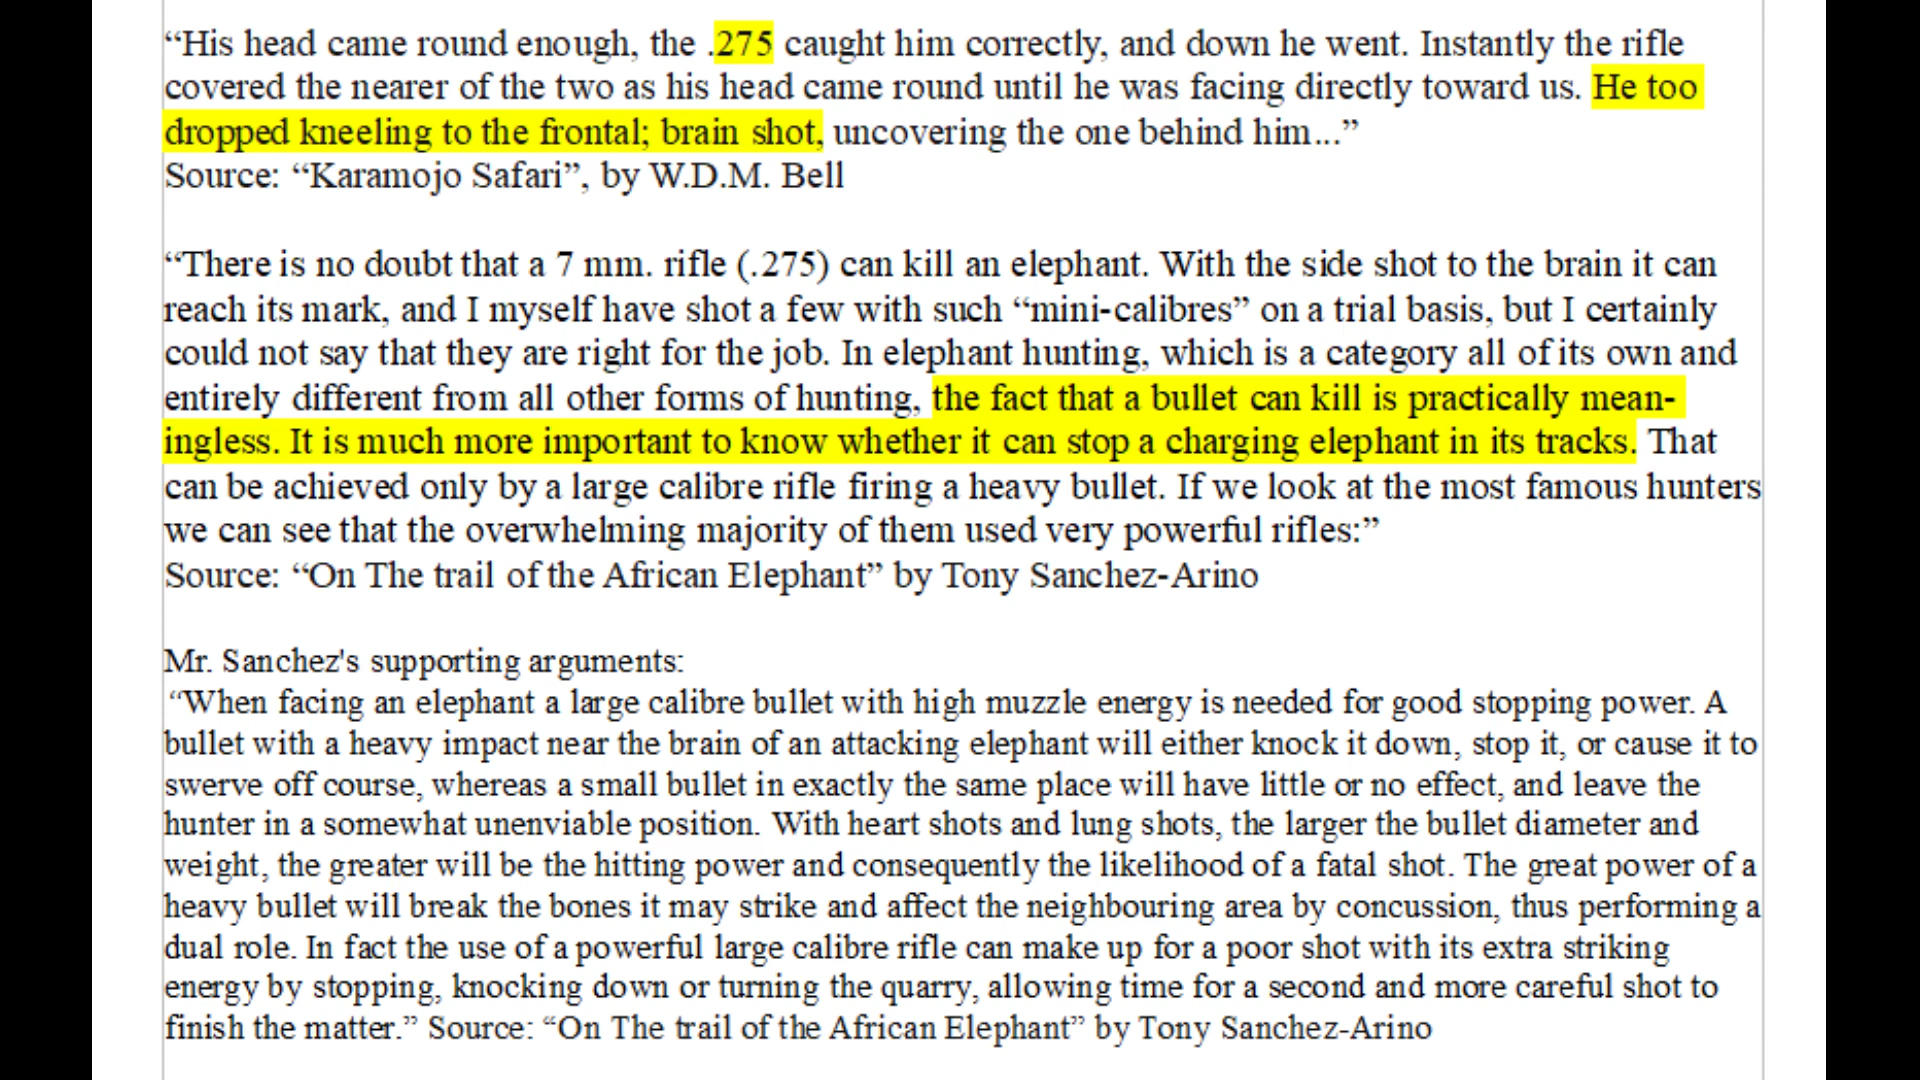 “His head came round enough, the .275 caught him correctly, and down he went. Instantly the rifle
covered the nearer of the two as his head came round until he was facing directly toward us. He too
dropped kneeling to the frontal; brain shot, uncovering the one behind him...”
Source: “Karamojo Safari”, by W.D.M. Bell
“There is no doubt that a 7 mm. rifle (.275) can kill an elephant. With the side shot to the brain it can
reach its mark, and I myself have shot a few with such “mini-calibres” on a trial basis, but I certainly
could not say that they are right for the job. In elephant hunting, which is a category all of its own and
entirely different from all other forms of hunting, the fact that a bullet can kill is practically mean-
ingless. It is much more important to know whether it can stop a charging elephant in its tracks. That
can be achieved only by a large calibre rifle firing a heavy bullet. If we look at the most famous hunters
we can see that the overwhelming majority of them used very powerful rifles:”
Source: “On The trail of the African Elephant” by Tony Sanchez-Arino
Mr. Sanchez's supporting arguments:
“When facing an elephant a large calibre bullet with high muzzle energy is needed for good stopping power. A
bullet with a heavy impact near the brain of an attacking elephant will either knock it down, stop it, or cause it to
swerve off course, whereas a small bullet in exactly the same place will have little or no effect, and leave the
hunter in a somewhat unenviable position. With heart shots and lung shots, the larger the bullet diameter and
weight, the greater will be the hitting power and consequently the likelihood of a fatal shot. The great power of a
heavy bullet will break the bones it may strike and affect the neighbouring area by concussion, thus performing a
dual role. In fact the use of a powerful large calibre rifle can make up for a poor shot with its extra striking
energy by stopping, knocking down or turning the quarry, allowing time for a second and more careful shot to
finish the matter.” Source: “On The trail of the African Elephant” by Tony Sanchez-Arino